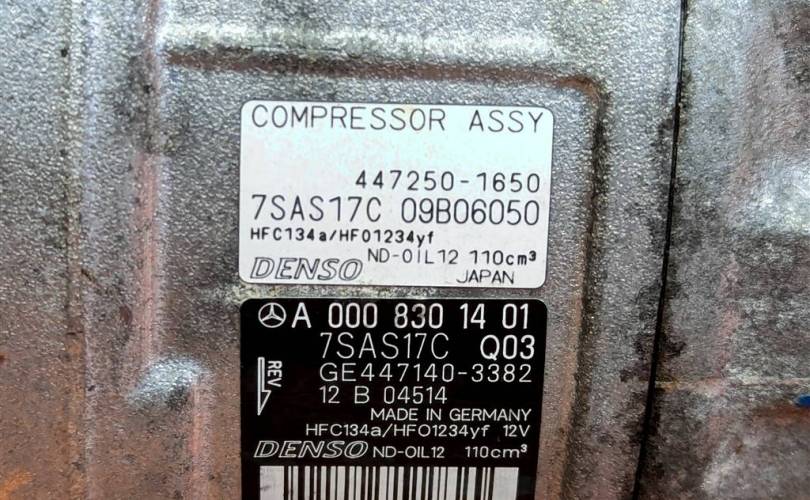 COMPRESSOR ASSY
447250-1650
7SAS17C 09B06050
HFC134a/HFO1234yf
ND-OIL12 110cm³
DENSO JAPAN
A 000 830 14 01
7SAS17C Q03
REV GE447140-3382
12 B 04514
MADE IN GERMANY
HFC134a/HFO1234yf 12V
DENSO ND-OIL12 110cm³